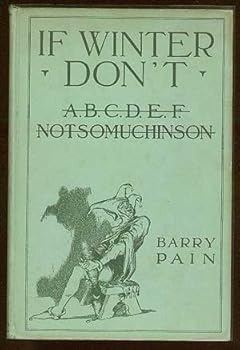 IF WINTER
DON'T
A.B.C.D.E.F.
NOTSOMUCHINSON
BARRY
PAIN